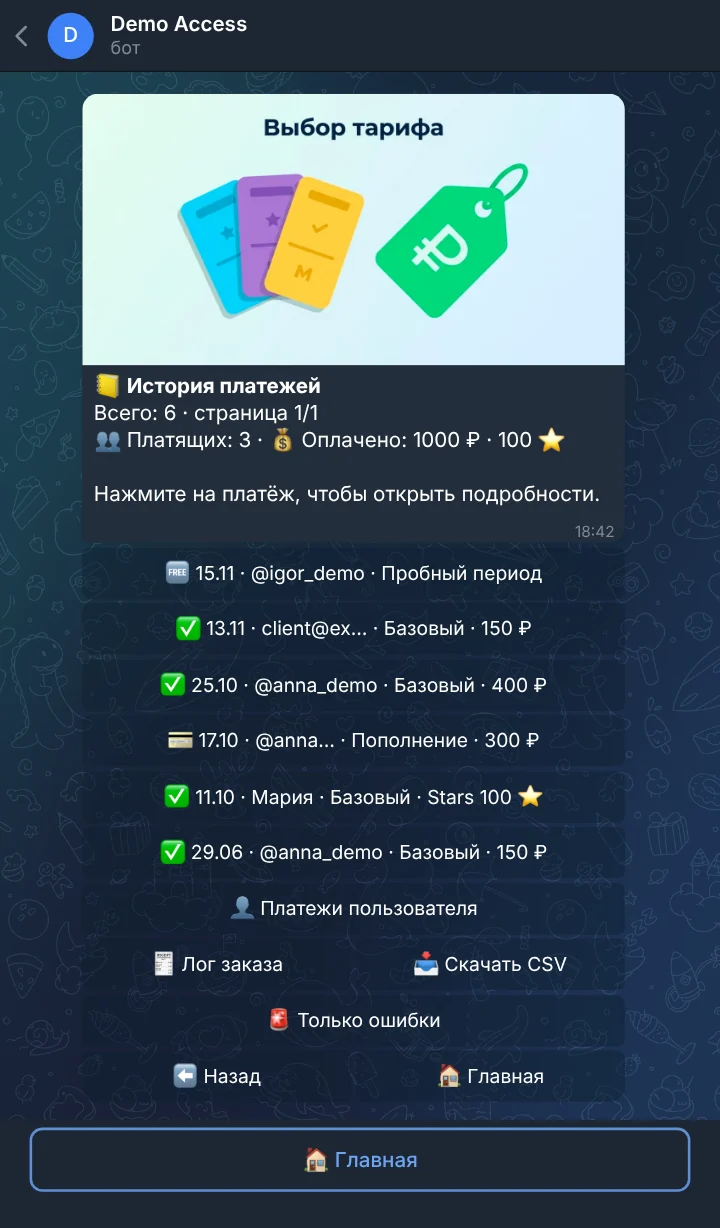 D
Demo Access
бот
Выбор тарифа
M
📒 История платежей
Всего: 6 · страница 1/1
👥 Платящих: 3 · 💰 Оплачено: 1000 ₽ · 100 ⭐
Нажмите на платёж, чтобы открыть подробности.
18:42
🆓 15.11 · @igor_demo · Пробный период
✅ 13.11 · client@ex... · Базовый · 150 ₽
✅ 25.10 · @anna_demo · Базовый · 400 ₽
💳 17.10 · @anna... · Пополнение · 300 ₽
✅ 11.10 · Мария · Базовый · Stars 100 ⭐
✅ 29.06 · @anna_demo · Базовый · 150 ₽
👤 Платежи пользователя
🧾 Лог заказа
📥 Скачать CSV
🚨 Только ошибки
⬅️ Назад
🏠 Главная
🏠 Главная